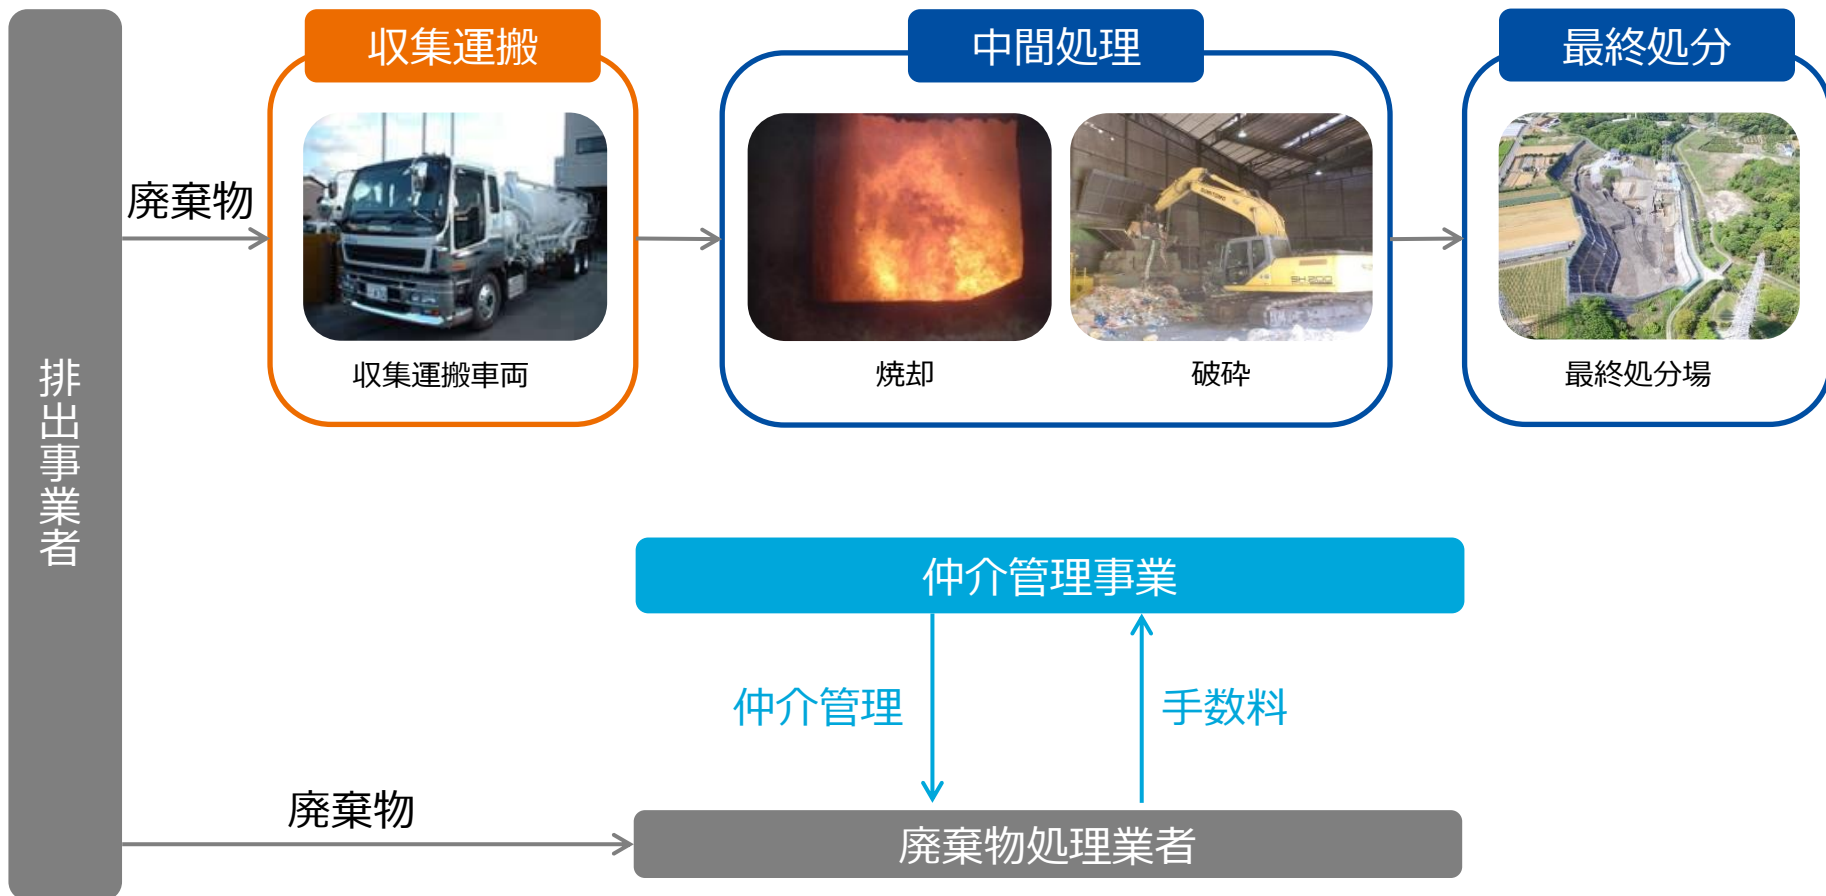 収集運搬
中間処理
最終処分
廃棄物
SUMITOMO
SH200
収集運搬車両
焼却
破砕
最終処分場
排出事業者
仲介管理事業
仲介管理
手数料
廃棄物
廃棄物処理業者